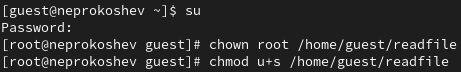 [guest@neprokoshev ~]$ su
Password:
[root@neprokoshev guest]# chown root /home/guest/readfile
[root@neprokoshev guest]# chmod u+s /home/guest/readfile